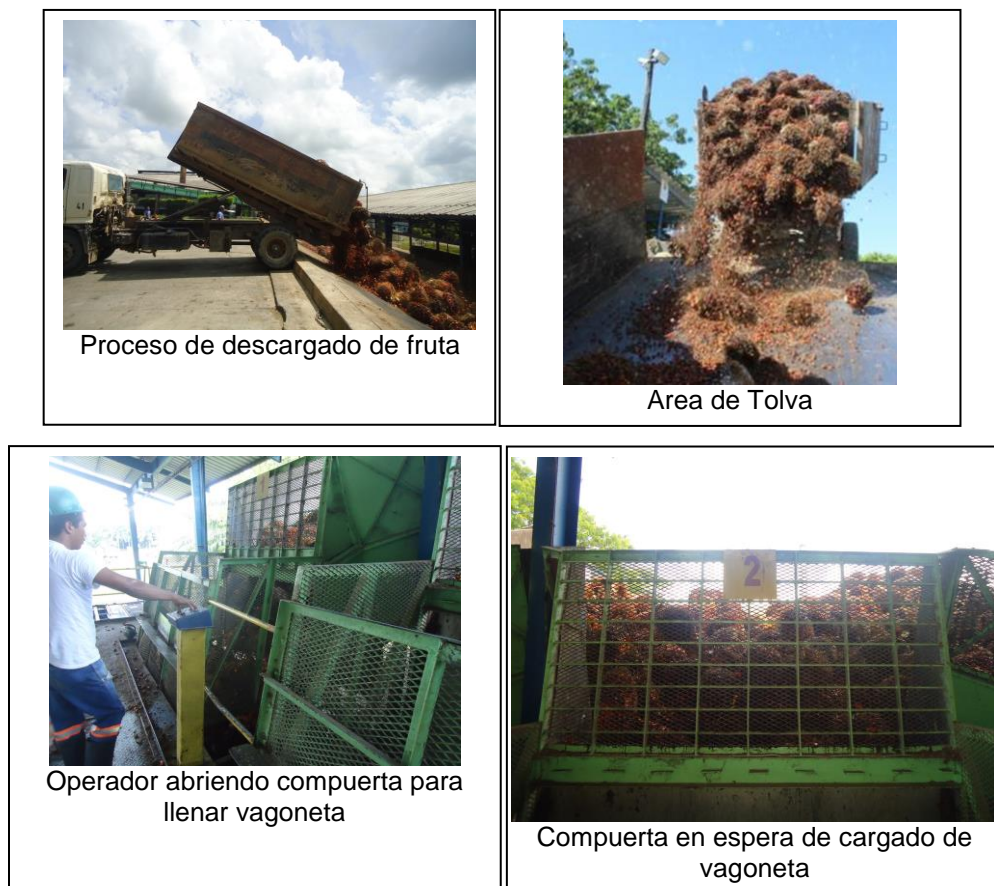 41
Proceso de descargado de fruta
Area de Tolva
Operador abriendo compuerta para
llenar vagoneta
2
Compuerta en espera de cargado de
vagoneta